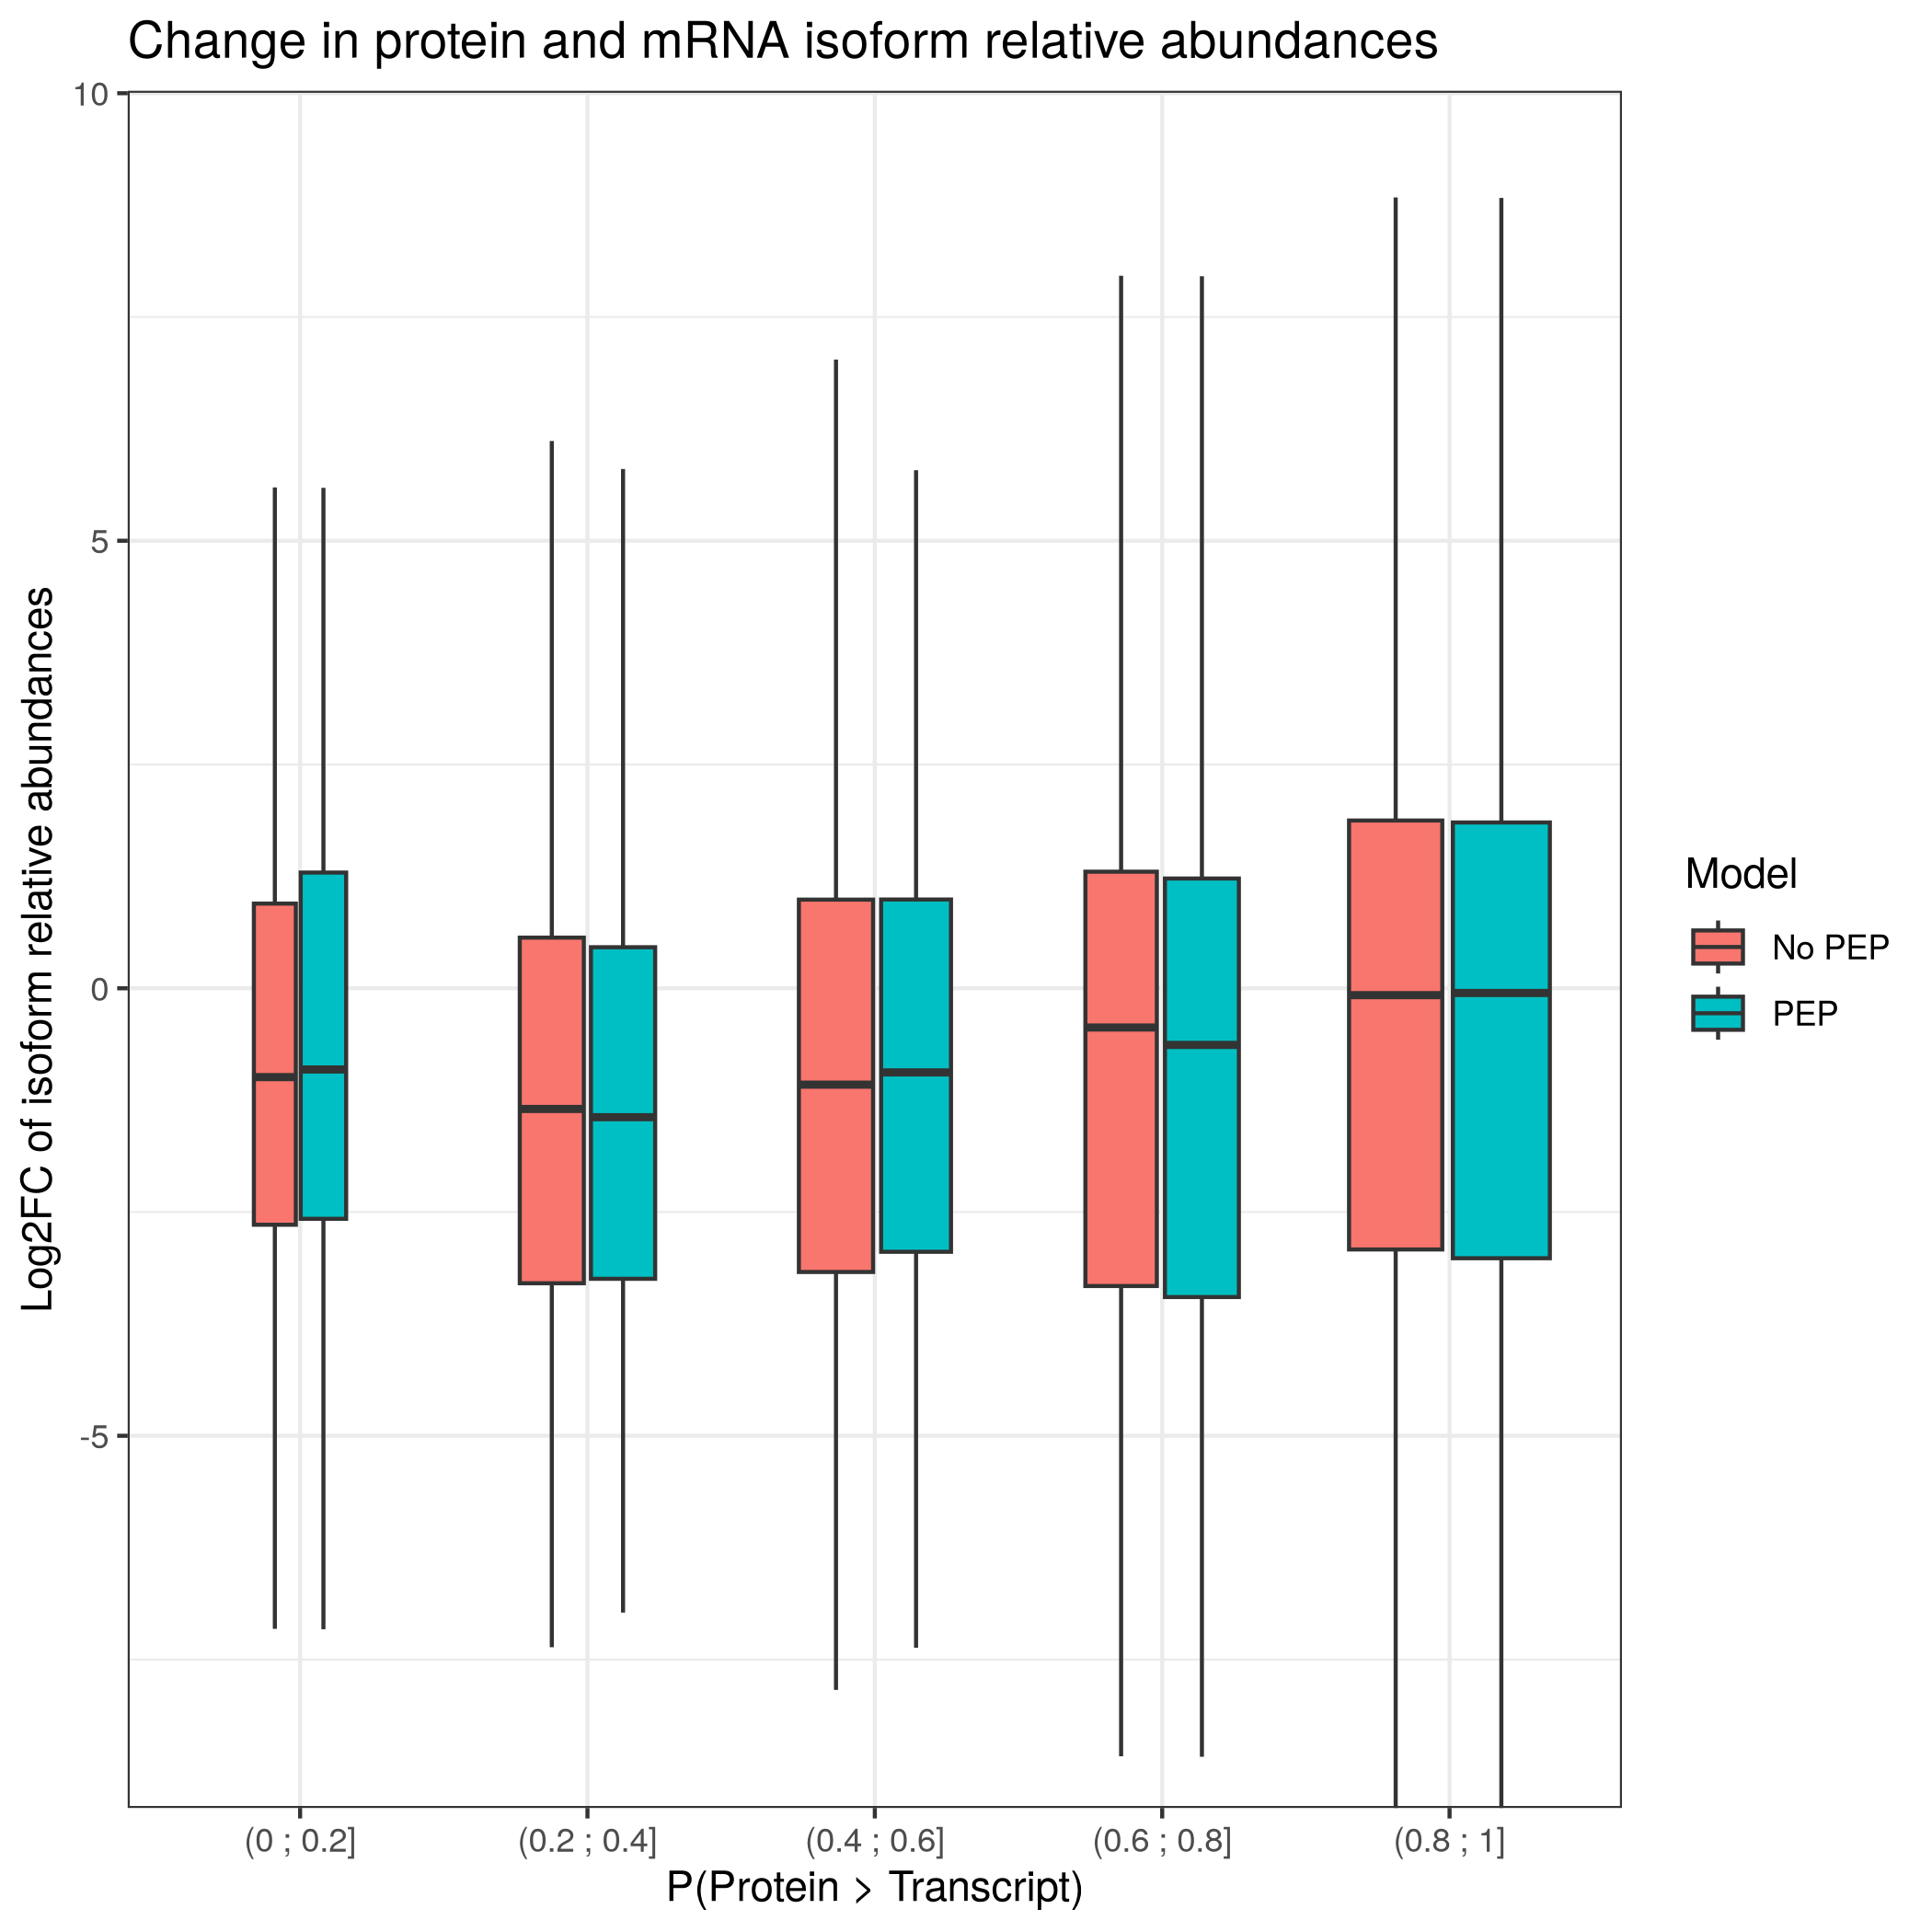 Change in protein and mRNA isoform relative abundances
10
5
0
-5
Log2FC of isoform relative abundances
(0 ; 0.2]
(0.2 ; 0.4]
(0.4 ; 0.6]
(0.6 ; 0.8]
(0.8 ; 1]
P(Protein > Transcript)
Model
No PEP
PEP